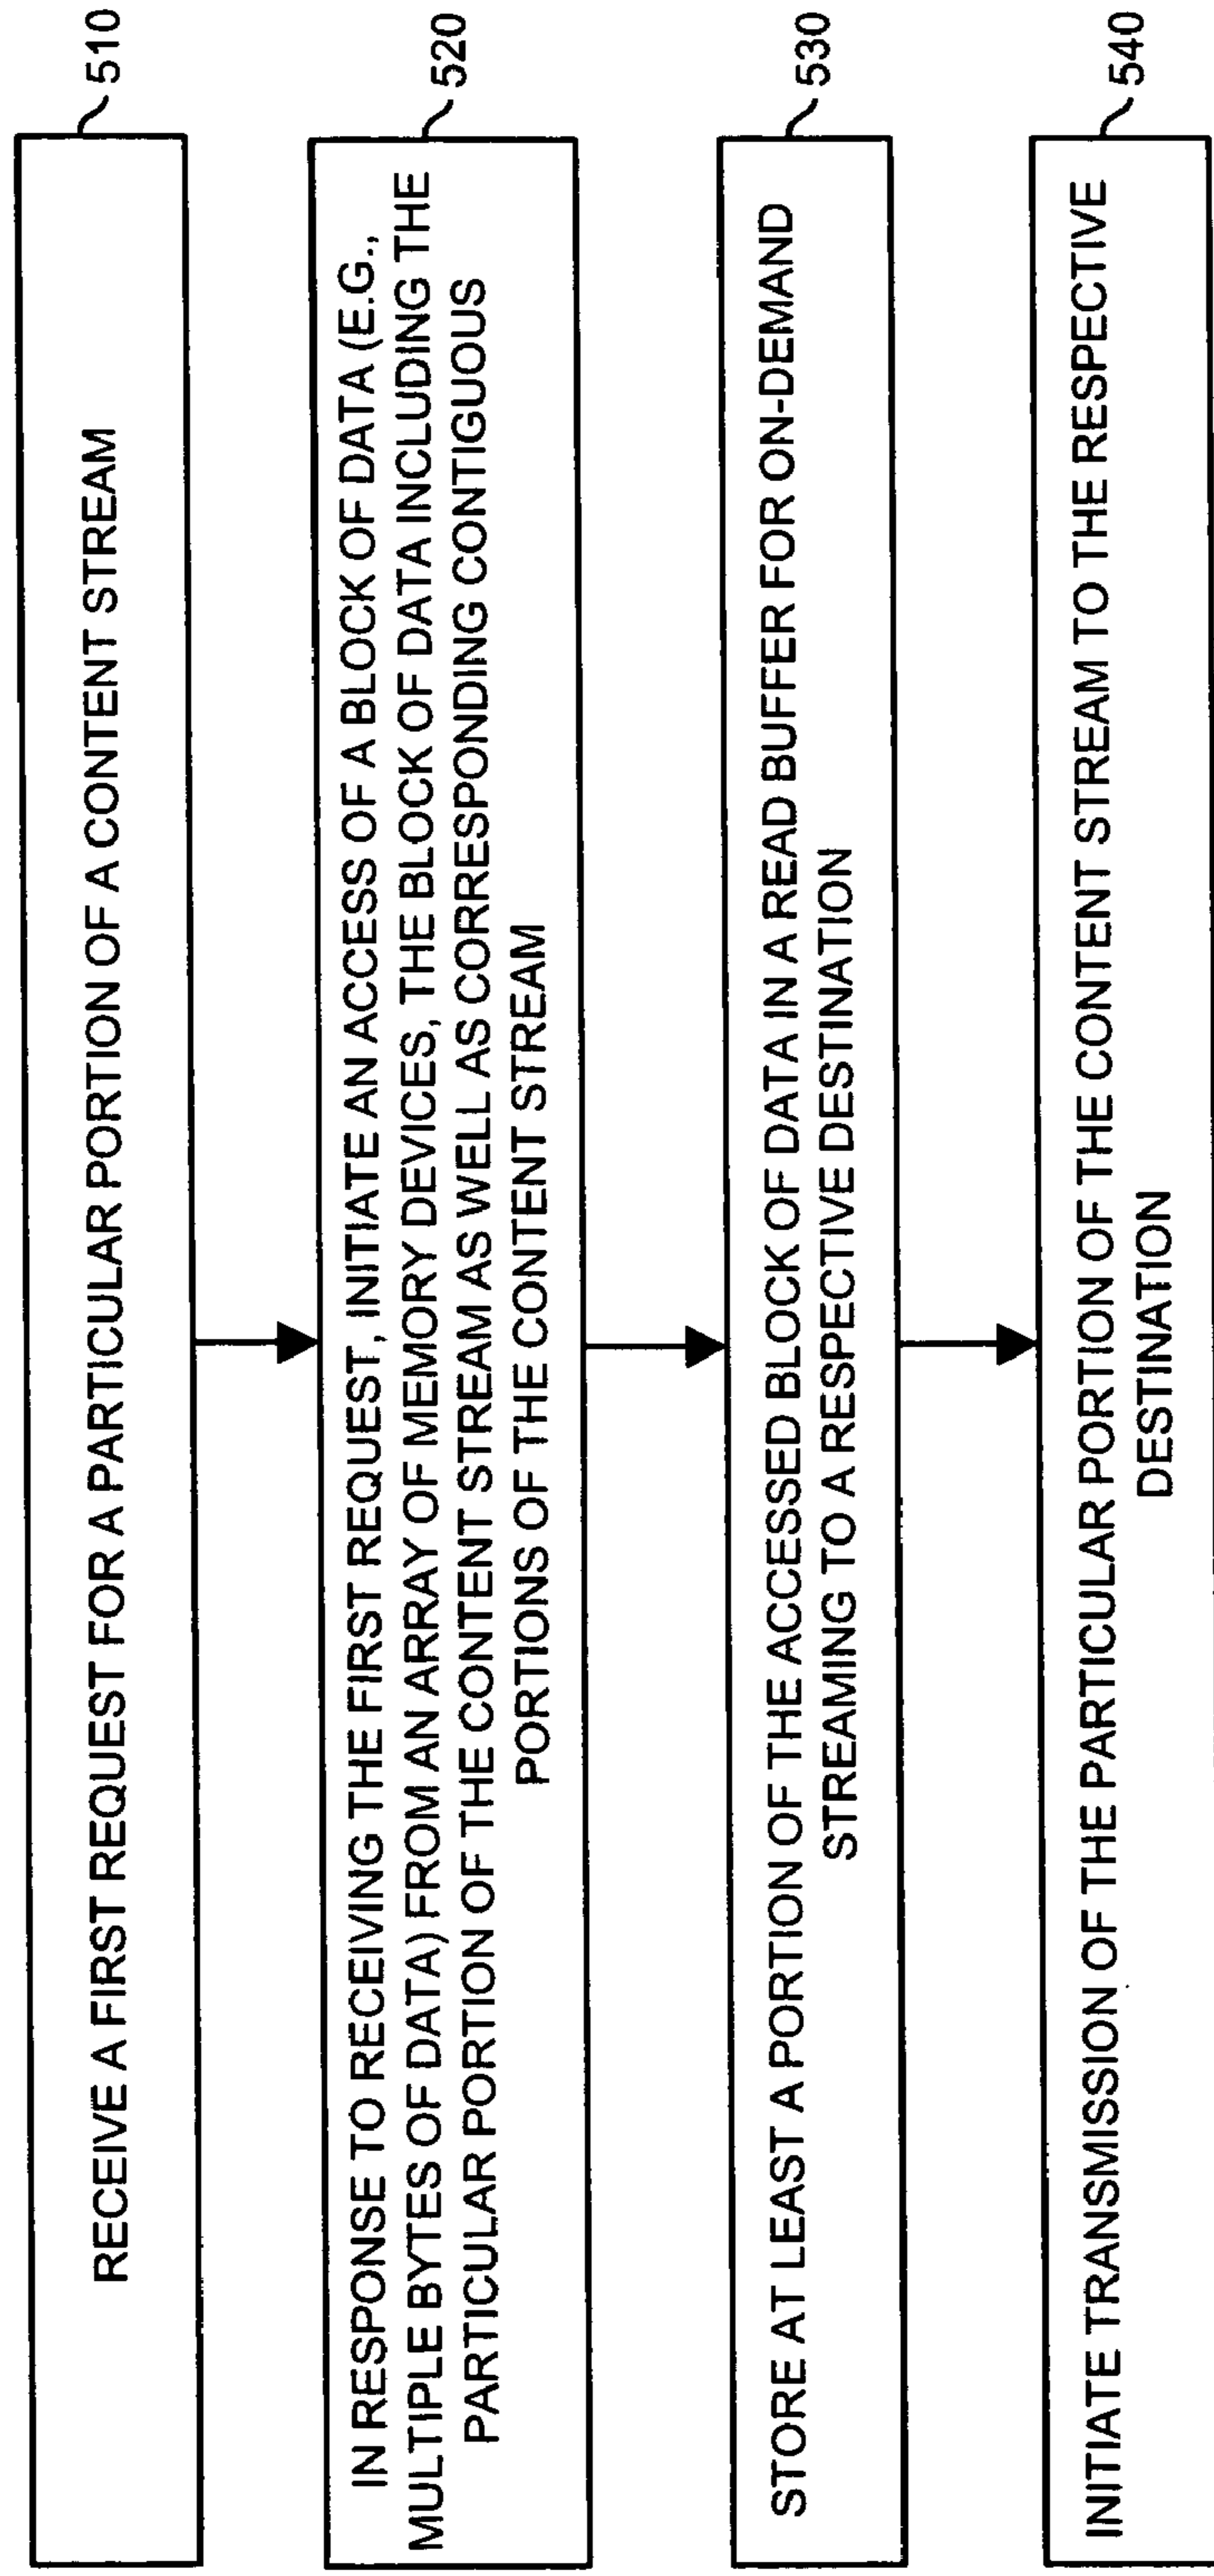 RECEIVE A FIRST REQUEST FOR A PARTICULAR PORTION OF A CONTENT STREAM
510
IN RESPONSE TO RECEIVING THE FIRST REQUEST, INITIATE AN ACCESS OF A BLOCK OF DATA (E.G.,
MULTIPLE BYTES OF DATA) FROM AN ARRAY OF MEMORY DEVICES, THE BLOCK OF DATA INCLUDING THE
PARTICULAR PORTION OF THE CONTENT STREAM AS WELL AS CORRESPONDING CONTIGUOUS
PORTIONS OF THE CONTENT STREAM
520
STORE AT LEAST A PORTION OF THE ACCESSED BLOCK OF DATA IN A READ BUFFER FOR ON-DEMAND
STREAMING TO A RESPECTIVE DESTINATION
530
INITIATE TRANSMISSION OF THE PARTICULAR PORTION OF THE CONTENT STREAM TO THE RESPECTIVE
DESTINATION
540